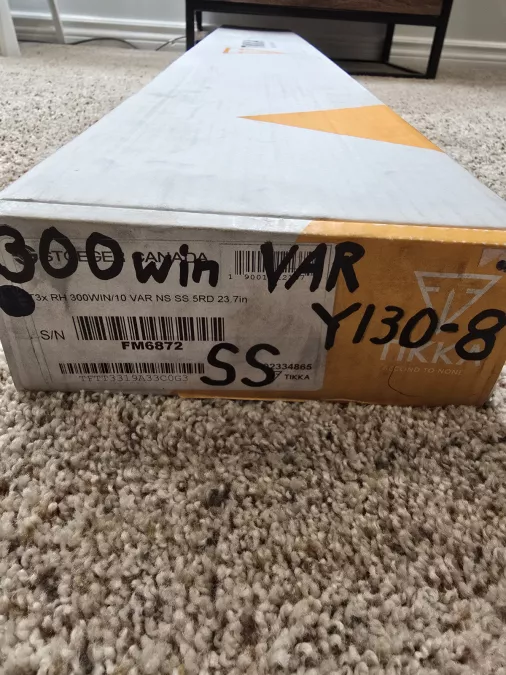 300 win VAR
STOEGER CANADA
T3x RH 300WIN/10 VAR NS SS 5RD 23.7in
Y130-8
S/N
FM6872
SS
TIKKA
TIKKA